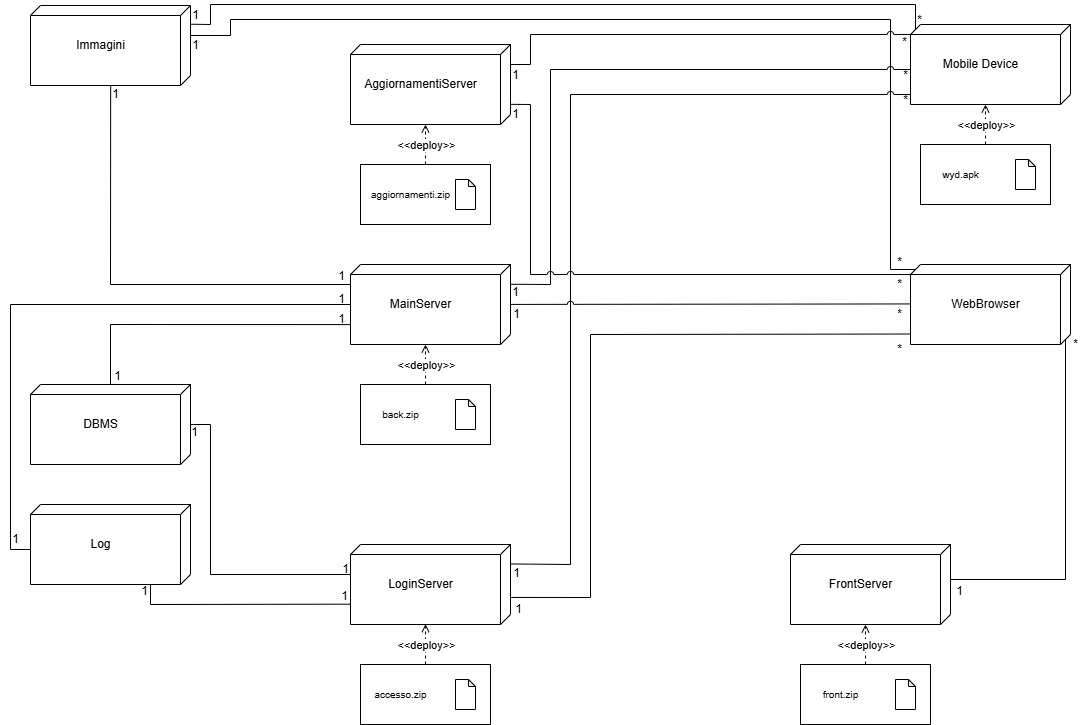 1
*
Immagini
1
*
Mobile Device
AggiornamentiServer
1
*
1
1
*
<<deploy>>
<<deploy>>
aggiornamenti.zip
wyd.apk
*
1
*
MainServer
1
1
WebBrowser
1
1
*
*
*
<<deploy>>
1
DBMS
back.zip
1
Log
1
1
1
LoginServer
FrontServer
1
1
1
1
<<deploy>>
<<deploy>>
accesso.zip
front.zip